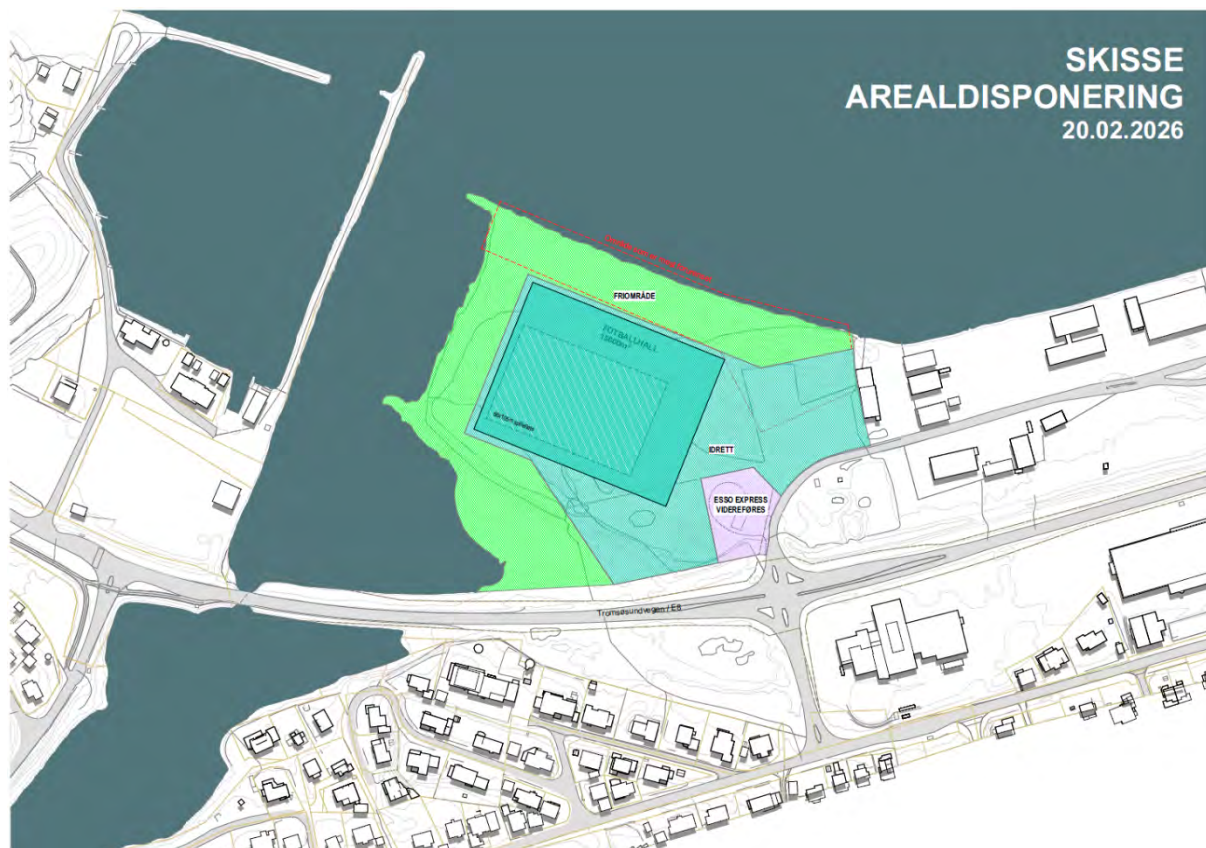 SKISSE
AREALDISPONERING
20.02.2026
FRIOMRÅDE
FOTBALLHALL
IDRETT
ESSO EXPRESS
VIDEREFØRES
Tromsøsundvegen / E8